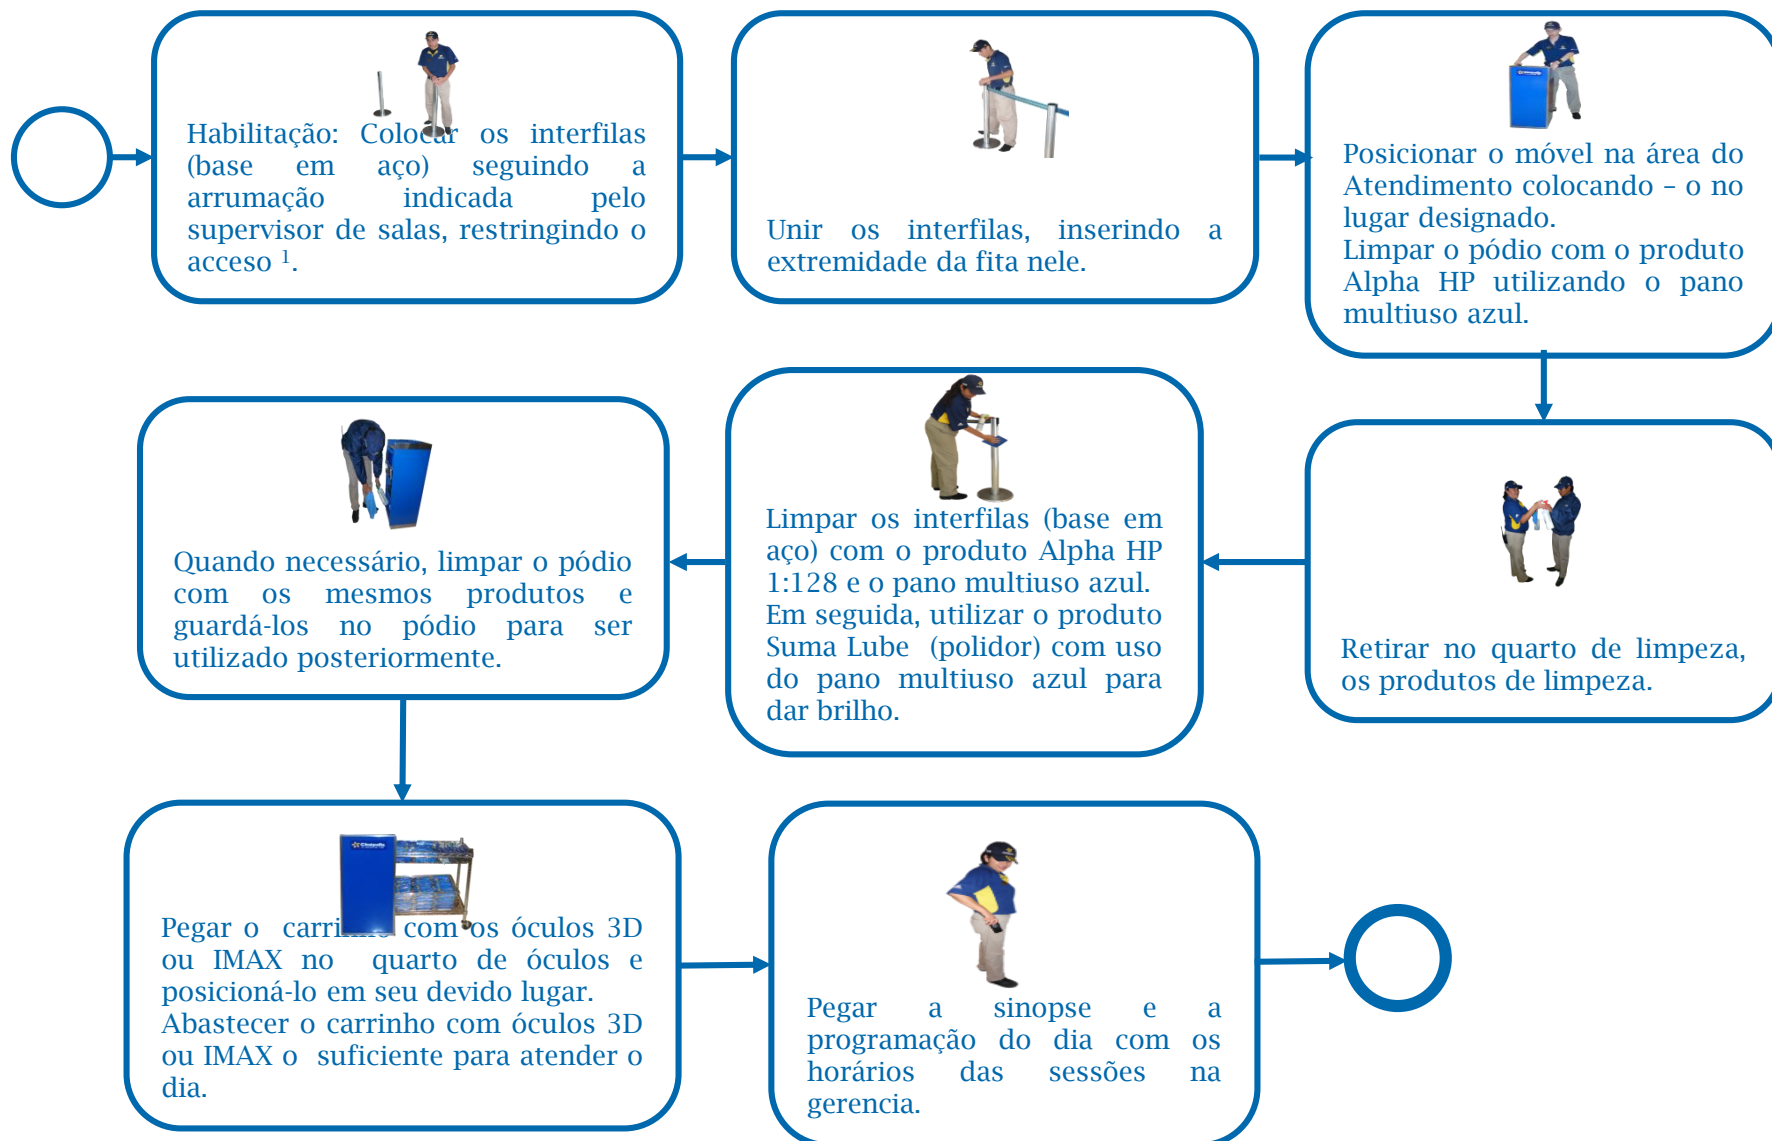 Habilitação: Colocar os interfilas
(base em aço) seguindo a
arrumação indicada pelo
supervisor de salas, restringindo o
acceso ¹.
Unir os interfilas, inserindo a
extremidade da fita nele.
Posicionar o móvel na área do
Atendimento colocando – o no
lugar designado.
Limpar o pódio com o produto
Alpha HP utilizando o pano
multiuso azul.
Retirar no quarto de limpeza,
os produtos de limpeza.
Limpar os interfilas (base em
aço) com o produto Alpha HP
1:128 e o pano multiuso azul.
Em seguida, utilizar o produto
Suma Lube (polidor) com uso
do pano multiuso azul para
dar brilho.
Quando necessário, limpar o pódio
com os mesmos produtos e
guardá-los no pódio para ser
utilizado posteriormente.
Pegar o carrinho com os óculos 3D
ou IMAX no quarto de óculos e
posicioná-lo em seu devido lugar.
Abastecer o carrinho com óculos 3D
ou IMAX o suficiente para atender o
dia.
Pegar a sinopse e a
programação do dia com os
horários das sessões na
gerencia.